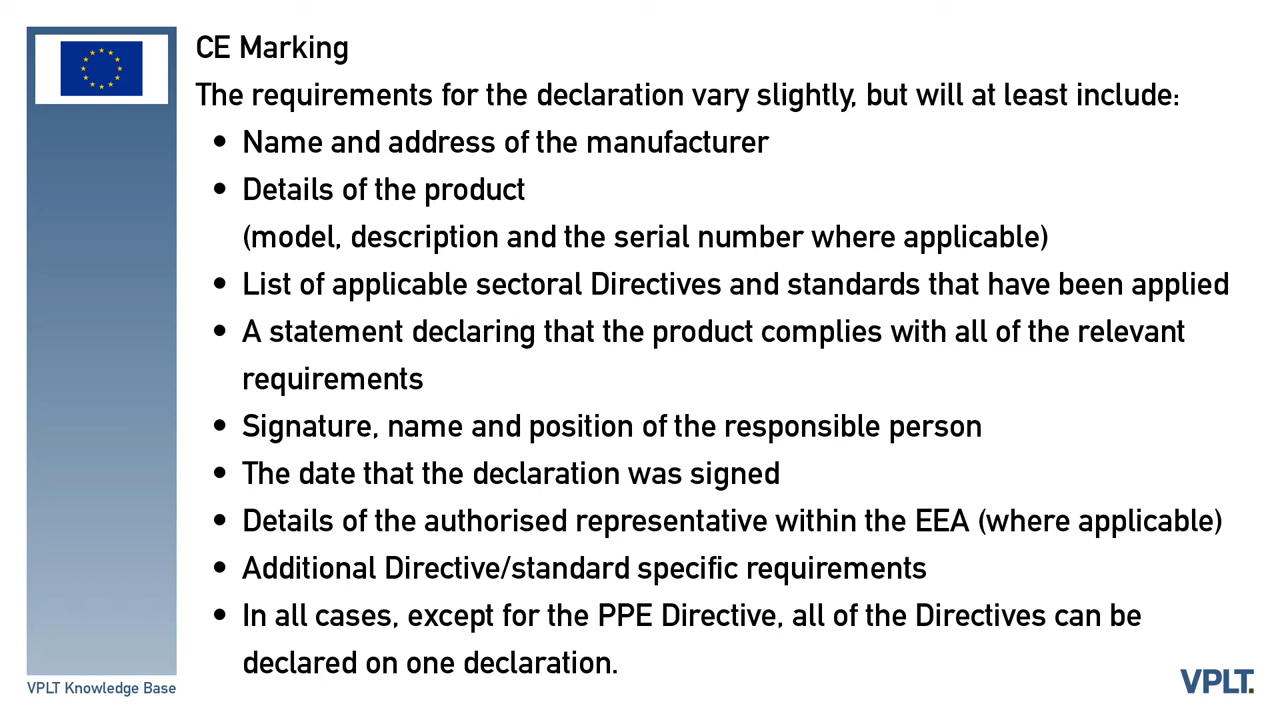 CE Marking
The requirements for the declaration vary slightly, but will at least include:
• Name and address of the manufacturer
• Details of the product
(model, description and the serial number where applicable)
• List of applicable sectoral Directives and standards that have been applied
• A statement declaring that the product complies with all of the relevant
requirements
• Signature, name and position of the responsible person
• The date that the declaration was signed
• Details of the authorised representative within the EEA (where applicable)
• Additional Directive/standard specific requirements
• In all cases, except for the PPE Directive, all of the Directives can be
declared on one declaration.
VPLT Knowledge Base
VPLT.